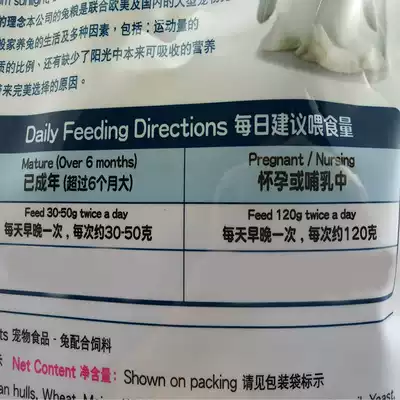 的理念本公司的兔粮是联合欧美及国内的大型宠物
家养兔的生活及多种因素,包括:运动量的
质的比例、还有缺少了阳光中本来可吸收的营养
来完美选择的原因。
Daily Feeding Directions 每日建议喂食量
Mature (Over 6 months) Pregnant / Nursing
已成年 (超过6个月大) 怀孕或哺乳中
Feed 30-50g twice a day Feed 120g twice a day
每天早晚一次,每次约30-50克 每天早晚一次,每次约120克
宠物食品 - 兔配合饲料
Net Content 净含量: Shown on packing 请见包装袋标示
hulls, Wheat,